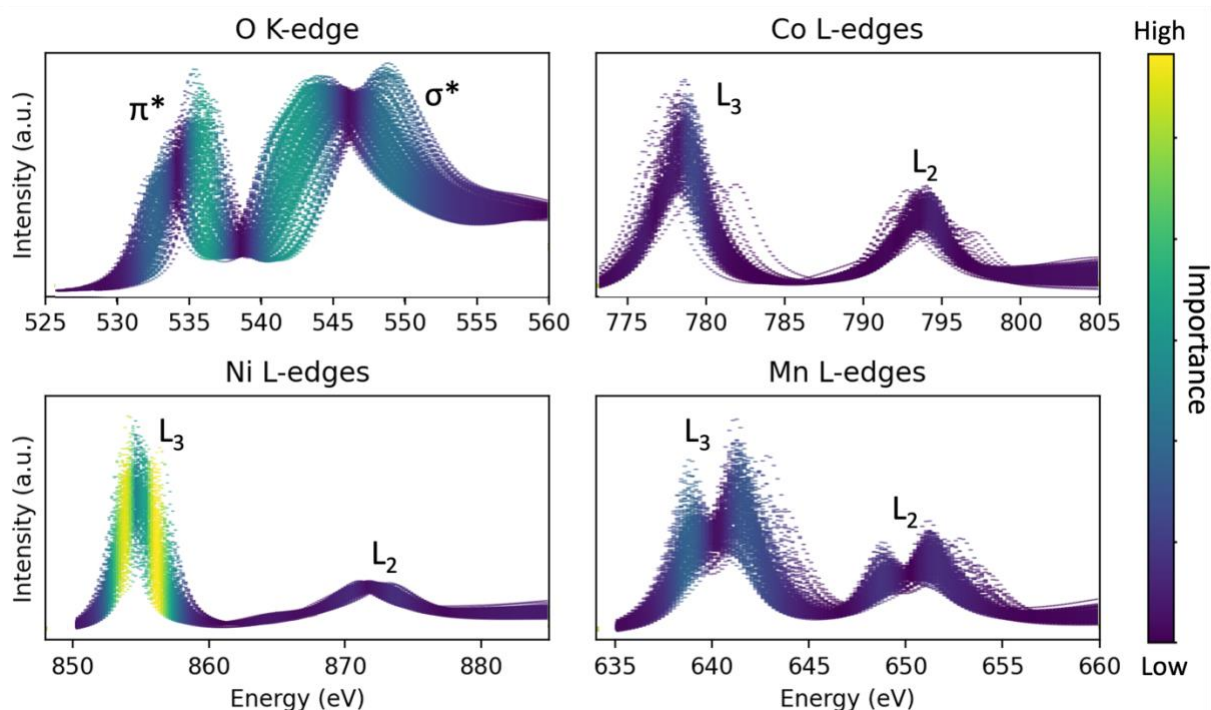 O K-edge
π*
σ*
Intensity (a.u.)
525 530 535 540 545 550 555 560
Co L-edges
L₃
L₂
775 780 785 790 795 800 805
High
Importance
Low
Ni L-edges
L₃
L₂
Intensity (a.u.)
850 860 870 880
Energy (eV)
Mn L-edges
L₃
L₂
635 640 645 650 655 660
Energy (eV)